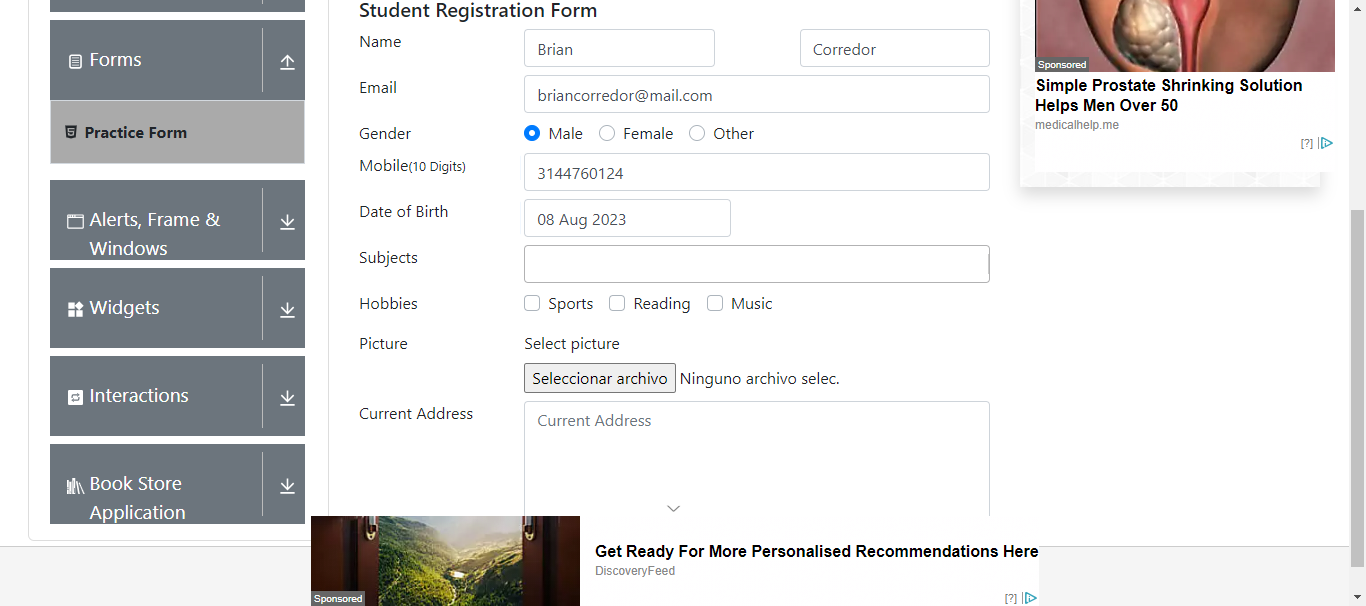 Student Registration Form
Name
Brian
Corredor
Email
briancorredor@mail.com
Gender
Male
Female
Other
Mobile(10 Digits)
3144760124
Date of Birth
08 Aug 2023
Subjects
Hobbies
Sports
Reading
Music
Picture
Select picture
Seleccionar archivo
Ninguno archivo selec.
Current Address
Current Address
Forms
Practice Form
Alerts, Frame &
Windows
Widgets
Interactions
Book Store
Application
Sponsored
Simple Prostate Shrinking Solution
Helps Men Over 50
medicalhelp.me
[?]
Sponsored
Get Ready For More Personalised Recommendations Here
DiscoveryFeed
[?]